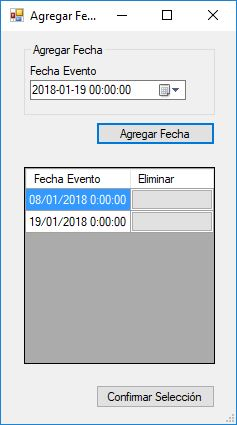 Agregar Fe...
Agregar Fecha
Fecha Evento
2018-01-19 00:00:00
Agregar Fecha
Fecha Evento Eliminar
08/01/2018 0:00:00
19/01/2018 0:00:00
Confirmar Selección